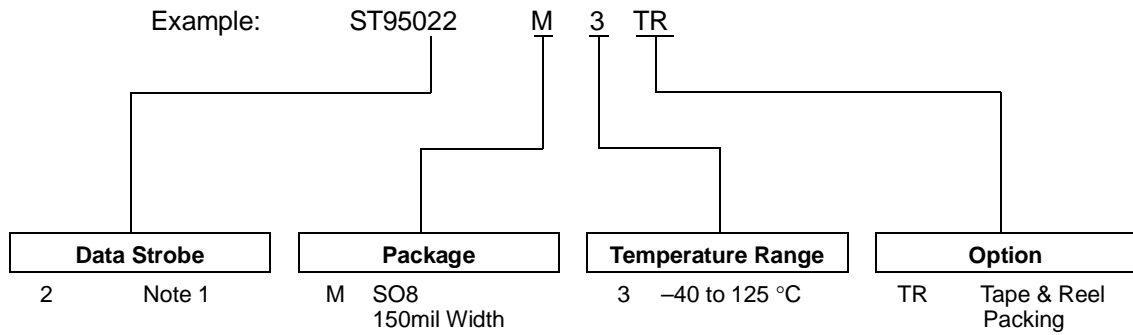 Example: ST95022 M 3 TR
Data Strobe Package Temperature Range Option
2 Note 1 M SO8 3 –40 to 125 °C TR Tape & Reel
150mil Width Packing